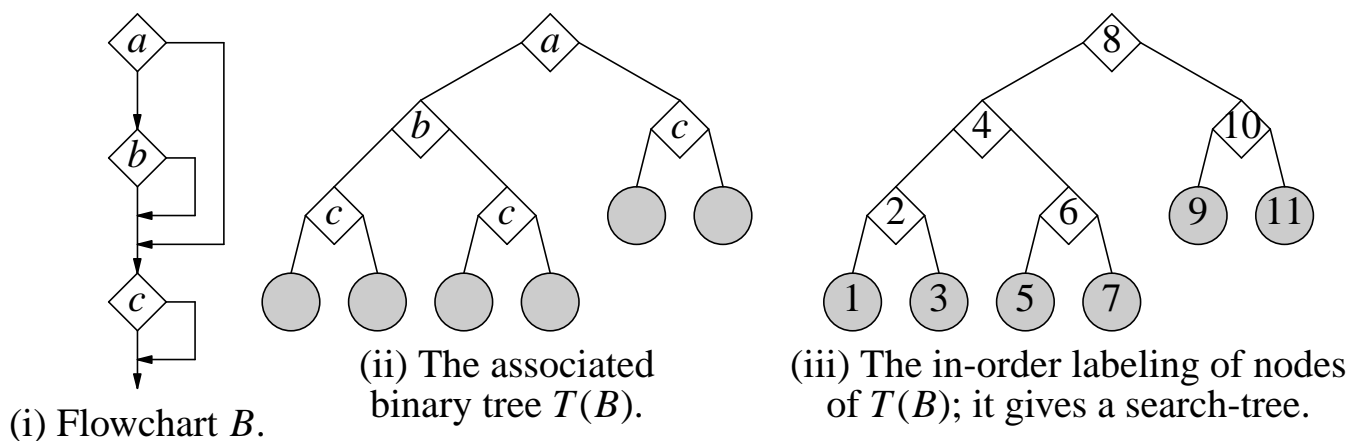 a
b
c
(i) Flowchart B.
a
b
c
c
c
(ii) The associated
binary tree T(B).
8
4
10
2
6
9
11
1
3
5
7
(iii) The in-order labeling of nodes
of T(B); it gives a search-tree.